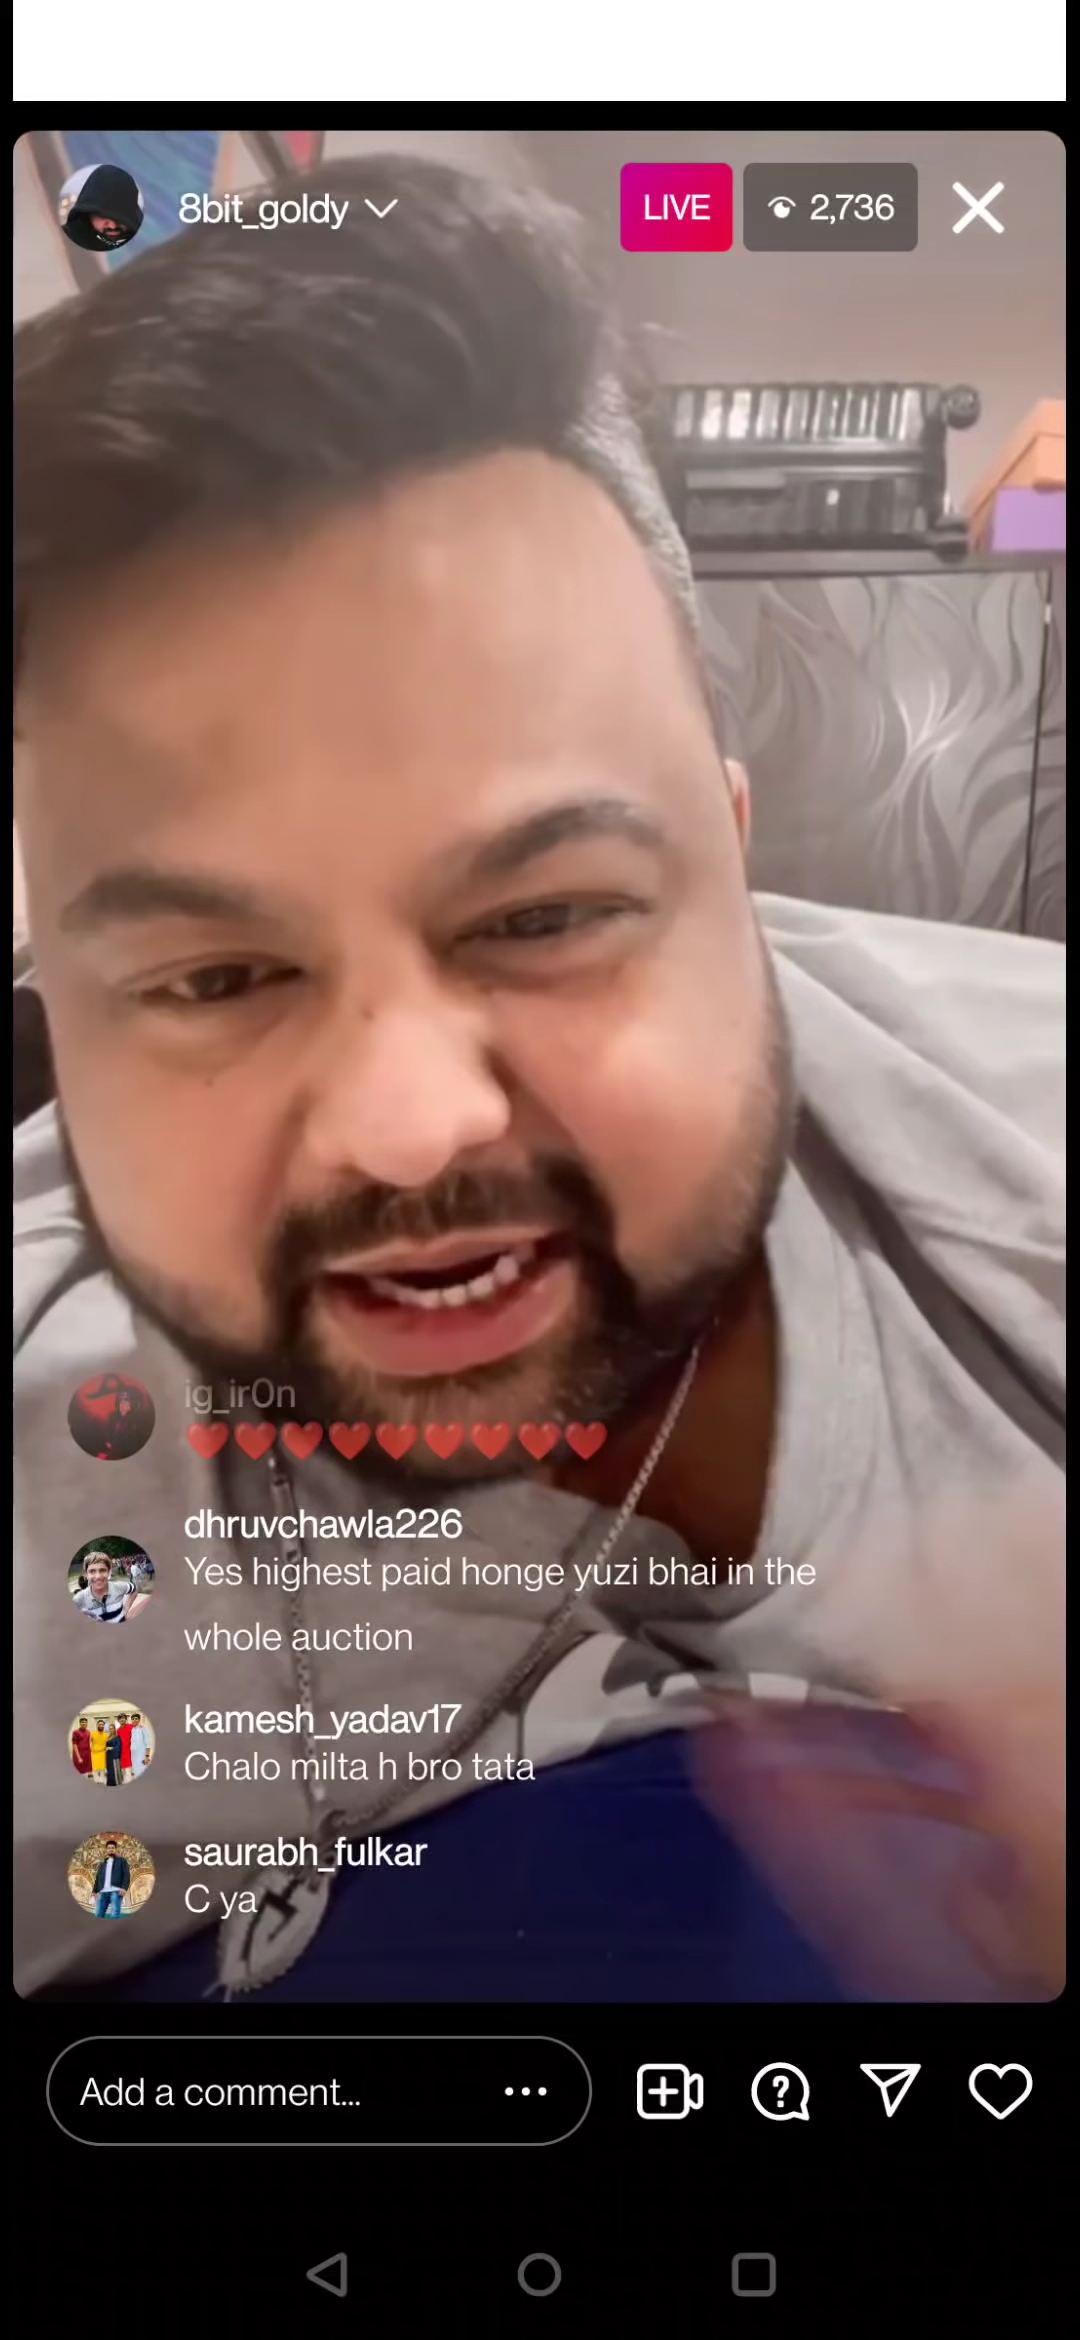 8bit_goldy
LIVE
2,736
ig_ir0n
dhruvchawla226
Yes highest paid honge yuzi bhai in the
whole auction
kamesh_yadav17
Chalo milta h bro tata
saurabh_fulkar
C ya
Add a comment...